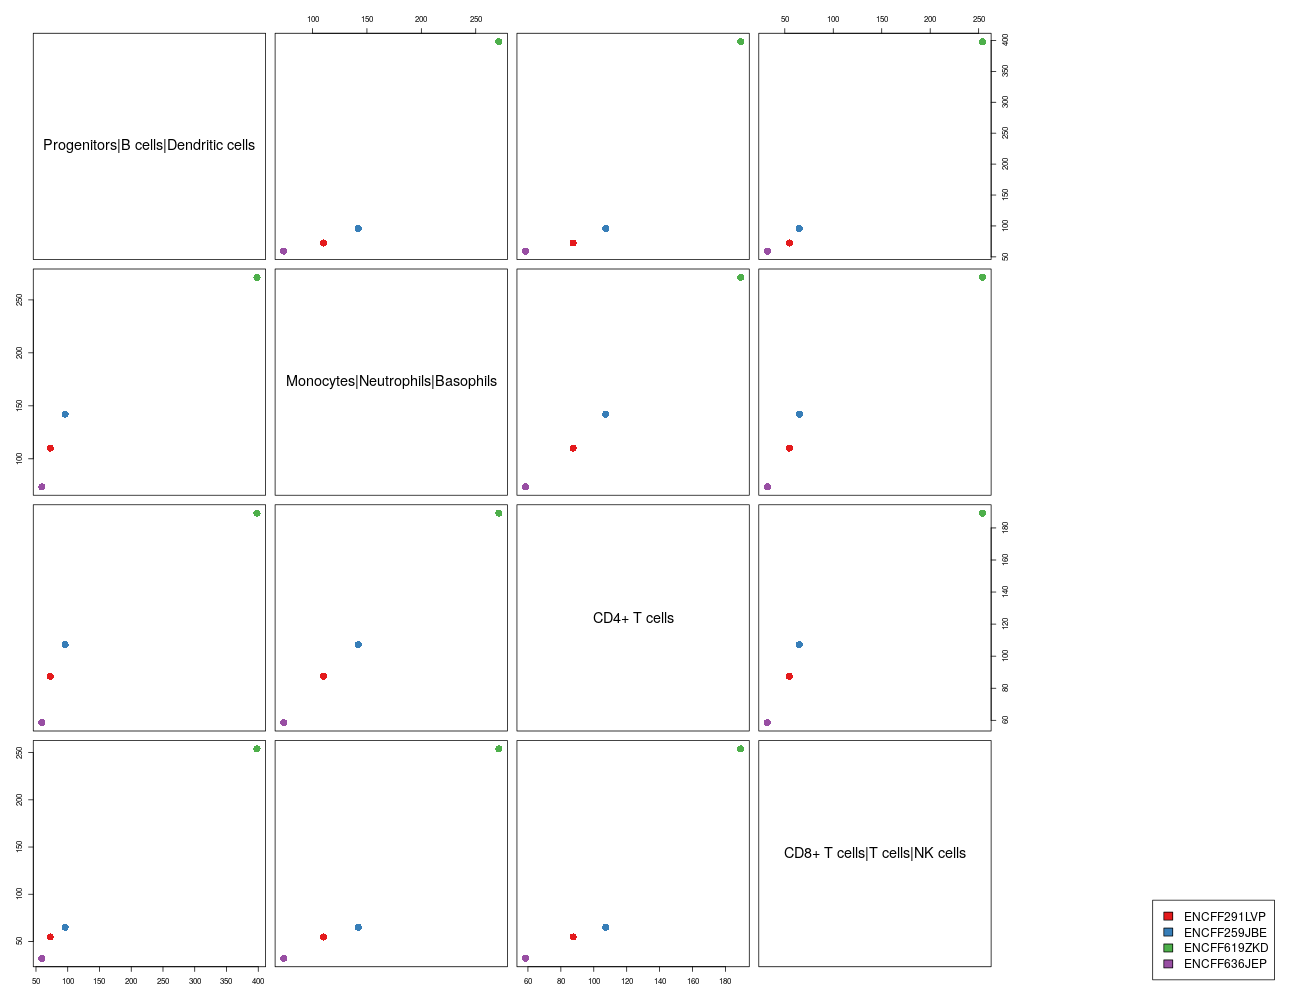 100 150 200 250 50 100 150 200 250
Progenitors|B cells|Dendritic cells
50 100 150 200 250 300 350 400
100 150 200 250
Monocytes|Neutrophils|Basophils
CD4+ T cells
60 80 100 120 140 160 180
50 100 150 200 250
CD8+ T cells|T cells|NK cells
50 100 150 200 250 300 350 400 60 80 100 120 140 160 180
ENCFF291LVP
ENCFF259JBE
ENCFF619ZKD
ENCFF636JEP